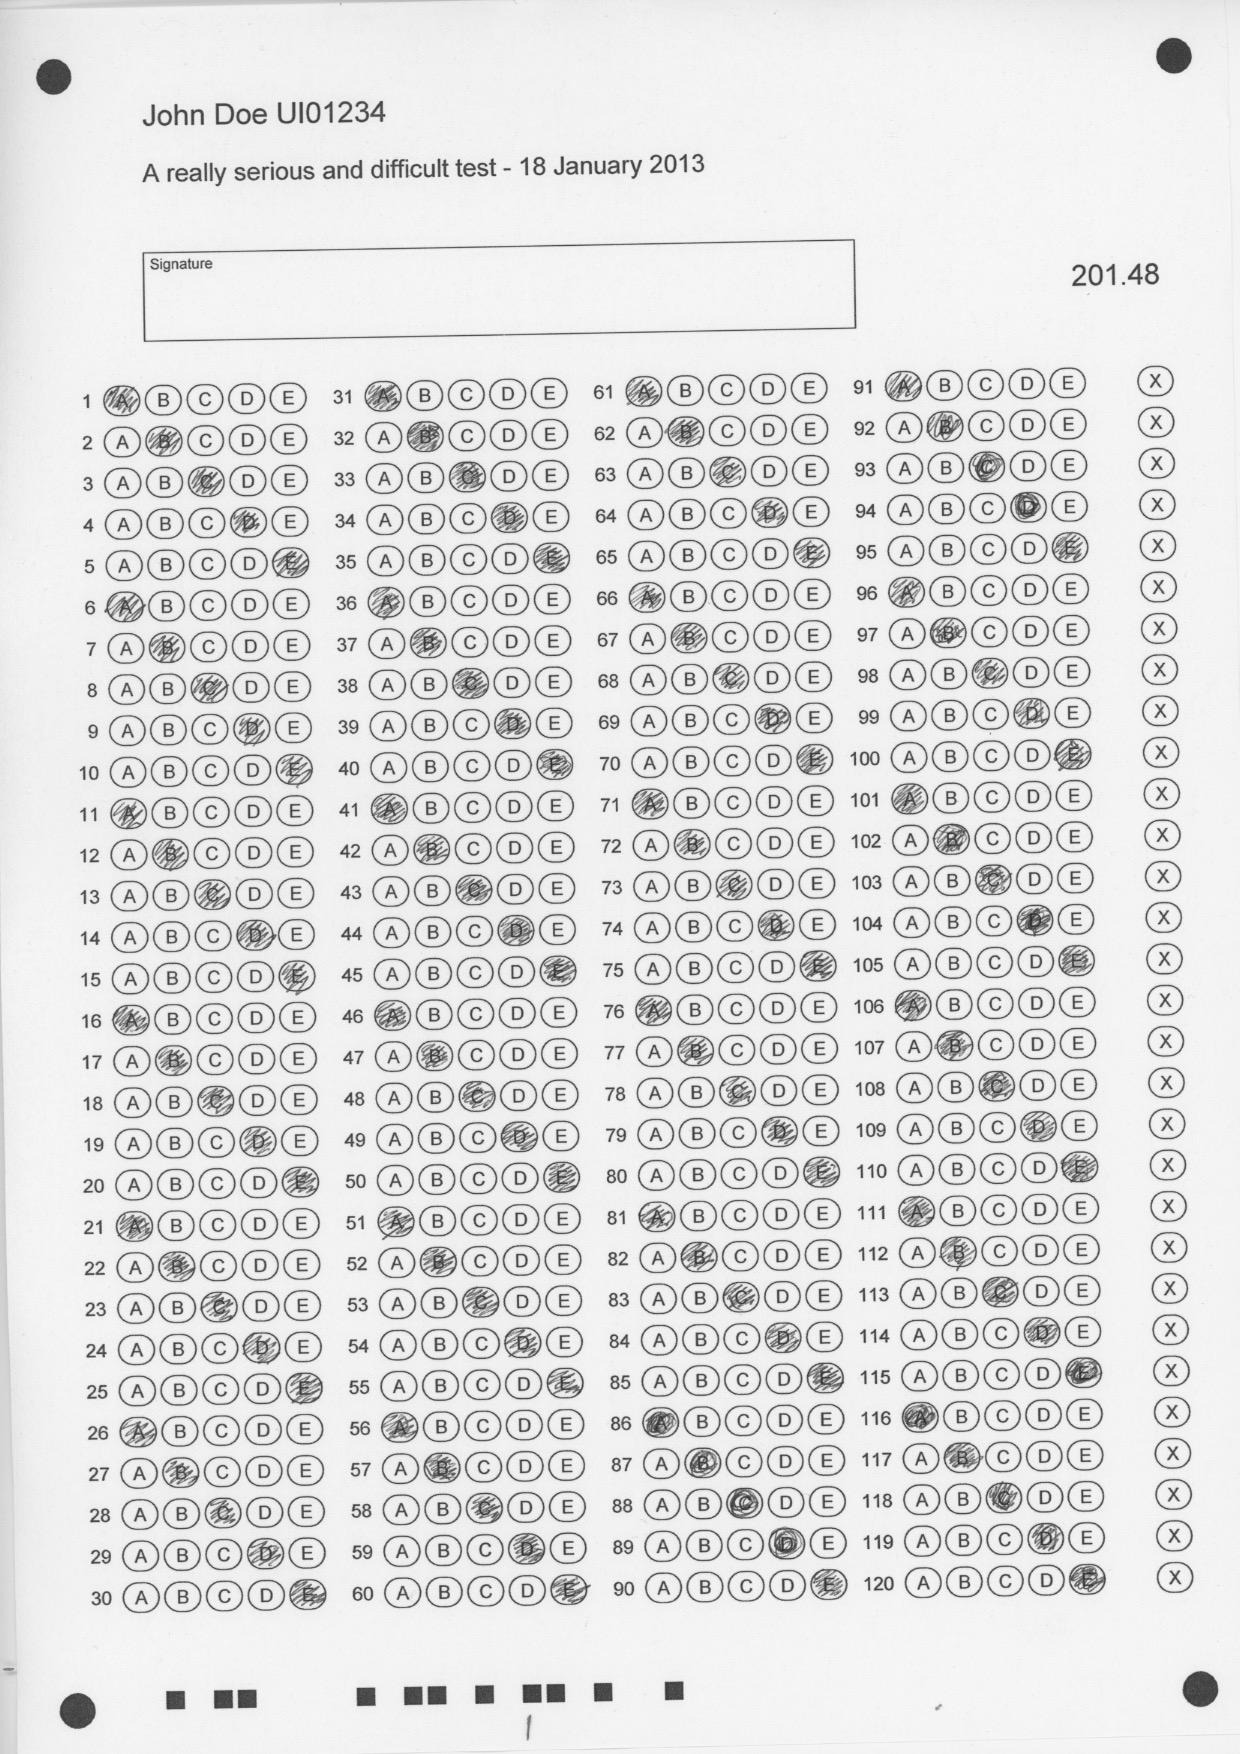 John Doe UI01234
A really serious and difficult test - 18 January 2013
Signature
201.48
1 A B C D E 31 A B C D E 61 A B C D E 91 A B C D E X
2 A B C D E 32 A B C D E 62 A B C D E 92 A B C D E X
3 A B C D E 33 A B C D E 63 A B C D E 93 A B C D E X
4 A B C D E 34 A B C D E 64 A B C D E 94 A B C D E X
5 A B C D E 35 A B C D E 65 A B C D E 95 A B C D E X
6 A B C D E 36 A B C D E 66 A B C D E 96 A B C D E X
7 A B C D E 37 A B C D E 67 A B C D E 97 A B C D E X
8 A B C D E 38 A B C D E 68 A B C D E 98 A B C D E X
9 A B C D E 39 A B C D E 69 A B C D E 99 A B C D E X
10 A B C D E 40 A B C D E 70 A B C D E 100 A B C D E X
11 A B C D E 41 A B C D E 71 A B C D E 101 A B C D E X
12 A B C D E 42 A B C D E 72 A B C D E 102 A B C D E X
13 A B C D E 43 A B C D E 73 A B C D E 103 A B C D E X
14 A B C D E 44 A B C D E 74 A B C D E 104 A B C D E X
15 A B C D E 45 A B C D E 75 A B C D E 105 A B C D E X
16 A B C D E 46 A B C D E 76 A B C D E 106 A B C D E X
17 A B C D E 47 A B C D E 77 A B C D E 107 A B C D E X
18 A B C D E 48 A B C D E 78 A B C D E 108 A B C D E X
19 A B C D E 49 A B C D E 79 A B C D E 109 A B C D E X
20 A B C D E 50 A B C D E 80 A B C D E 110 A B C D E X
21 A B C D E 51 A B C D E 81 A B C D E 111 A B C D E X
22 A B C D E 52 A B C D E 82 A B C D E 112 A B C D E X
23 A B C D E 53 A B C D E 83 A B C D E 113 A B C D E X
24 A B C D E 54 A B C D E 84 A B C D E 114 A B C D E X
25 A B C D E 55 A B C D E 85 A B C D E 115 A B C D E X
26 A B C D E 56 A B C D E 86 A B C D E 116 A B C D E X
27 A B C D E 57 A B C D E 87 A B C D E 117 A B C D E X
28 A B C D E 58 A B C D E 88 A B C D E 118 A B C D E X
29 A B C D E 59 A B C D E 89 A B C D E 119 A B C D E X
30 A B C D E 60 A B C D E 90 A B C D E 120 A B C D E X